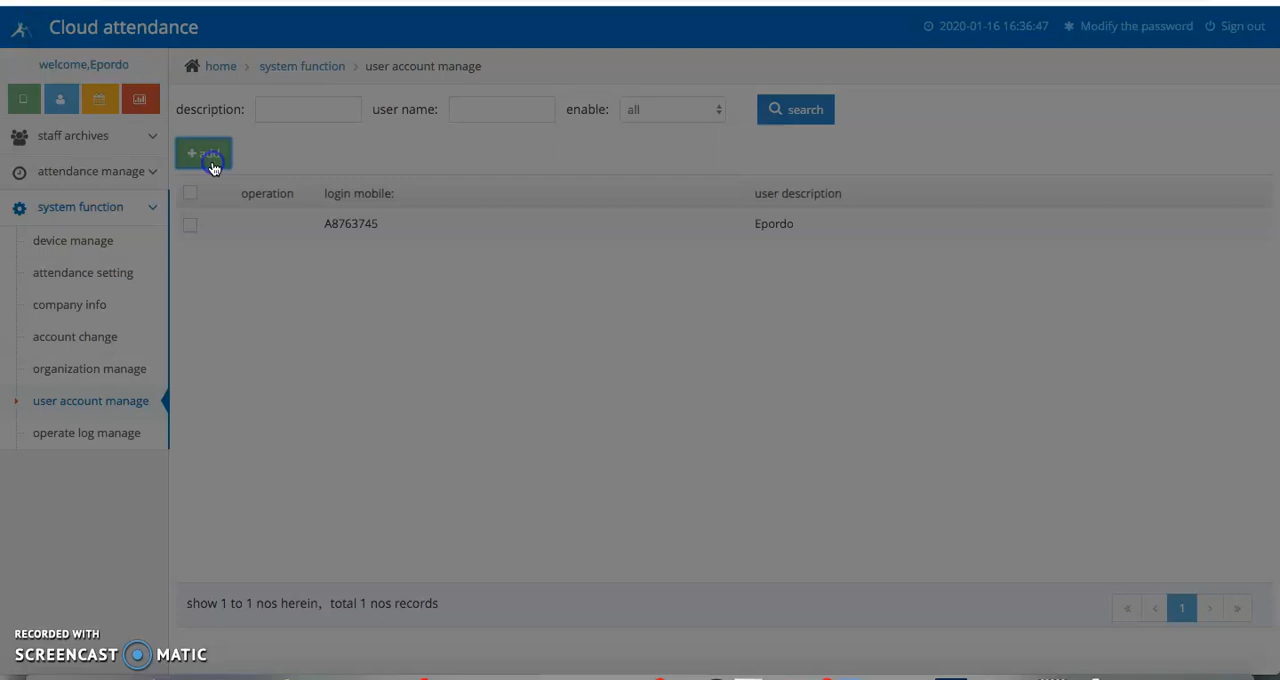 Cloud attendance
2020-01-16 16:36:47 Modify the password Sign out
welcome,Epordo
home > system function > user account manage
description: user name: enable: all search
staff archives
+ add
attendance manage
operation login mobile: user description
system function
A8763745 Epordo
device manage
attendance setting
company info
account change
organization manage
user account manage
operate log manage
show 1 to 1 nos herein, total 1 nos records
« ‹ 1 › »
RECORDED WITH
SCREENCAST MATIC